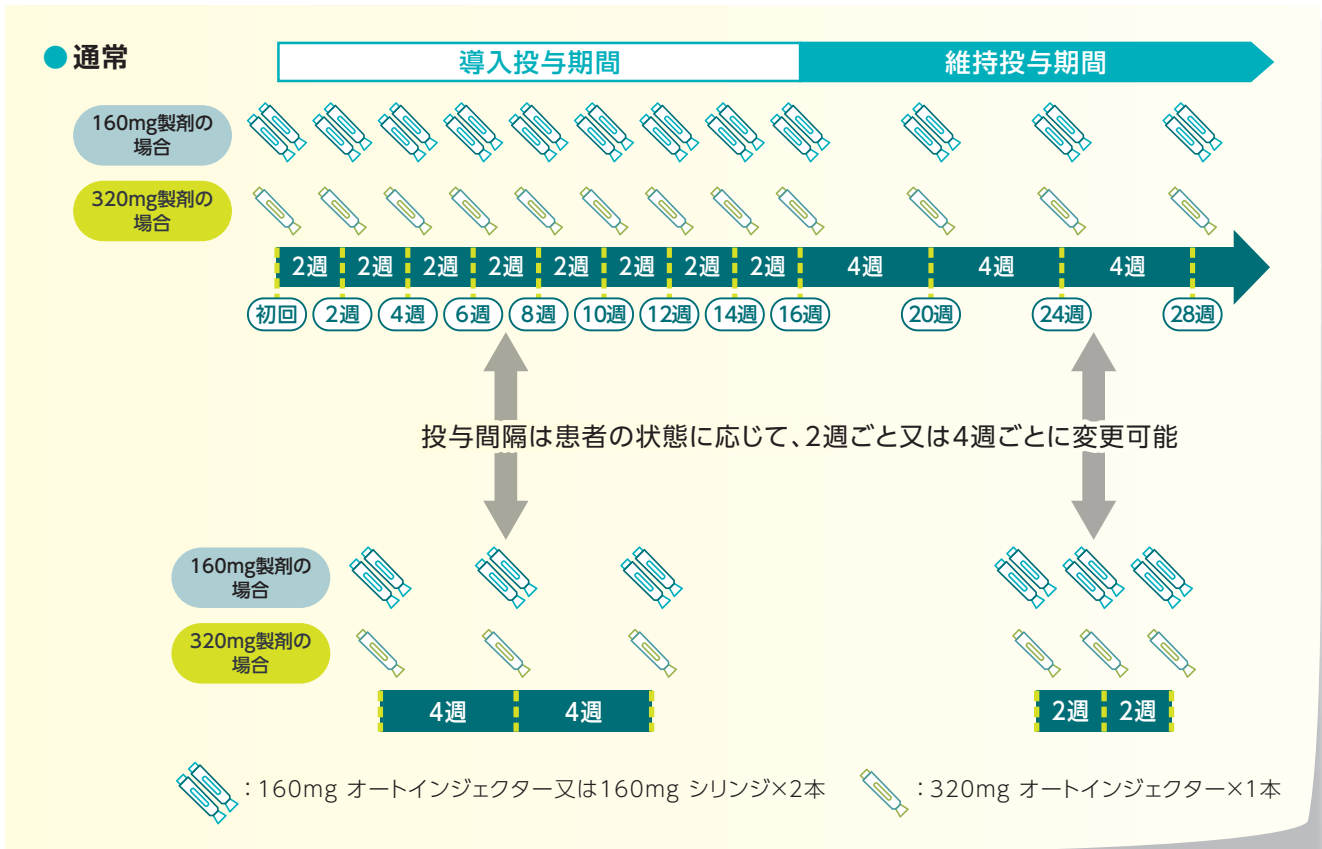 ●通常
導入投与期間
維持投与期間
160mg製剤の
場合
320mg製剤の
場合
2週 2週 2週 2週 2週 2週 2週 2週 4週 4週 4週
初回 2週 4週 6週 8週 10週 12週 14週 16週 20週 24週 28週
投与間隔は患者の状態に応じて、2週ごと又は4週ごとに変更可能
160mg製剤の
場合
320mg製剤の
場合
4週 4週
2週 2週
：160mg オートインジェクター又は160mg シリンジ×2本
：320mg オートインジェクター×1本